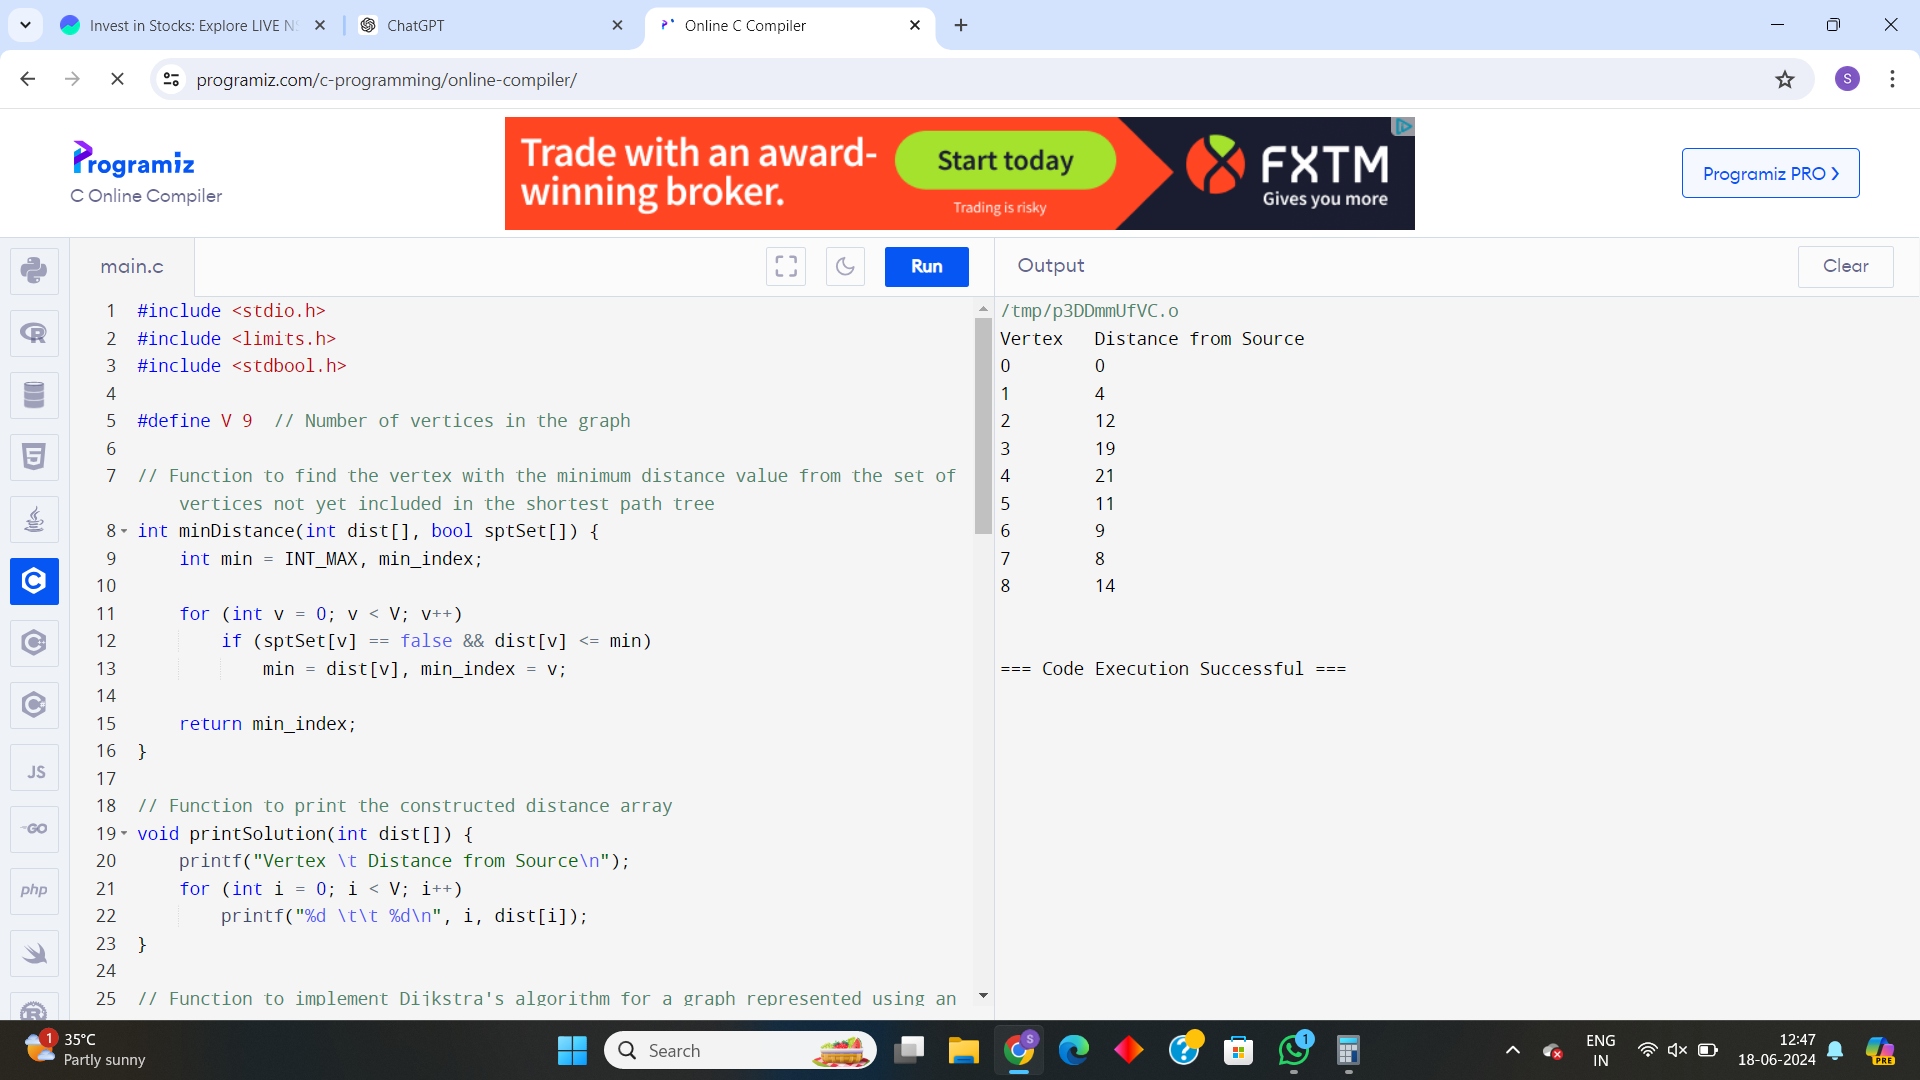 Invest in Stocks: Explore LIVE N
ChatGPT
Online C Compiler
programiz.com/c-programming/online-compiler/
S
Programiz
C Online Compiler
Trade with an award-
winning broker.
Start today
Trading is risky
FXTM
Gives you more
Programiz PRO
main.c
Run
Output
Clear
1 #include <stdio.h>
2 #include <limits.h>
3 #include <stdbool.h>
4
5 #define V 9  // Number of vertices in the graph
6
7 // Function to find the vertex with the minimum distance value from the set of
vertices not yet included in the shortest path tree
8 int minDistance(int dist[], bool sptSet[]) {
9     int min = INT_MAX, min_index;
10
11     for (int v = 0; v < V; v++)
12         if (sptSet[v] == false && dist[v] <= min)
13             min = dist[v], min_index = v;
14
15     return min_index;
16 }
17
18 // Function to print the constructed distance array
19 void printSolution(int dist[]) {
20     printf("Vertex \t Distance from Source\n");
21     for (int i = 0; i < V; i++)
22         printf("%d \t\t %d\n", i, dist[i]);
23 }
24
25 // Function to implement Dijkstra's algorithm for a graph represented using an
/tmp/p3DDmmUfVC.o
Vertex   Distance from Source
0        0
1        4
2        12
3        19
4        21
5        11
6        9
7        8
8        14
=== Code Execution Successful ===
JS
GO
php
1
35°C
Partly sunny
Search
S
1
ENG
IN
12:47
18-06-2024
PRE